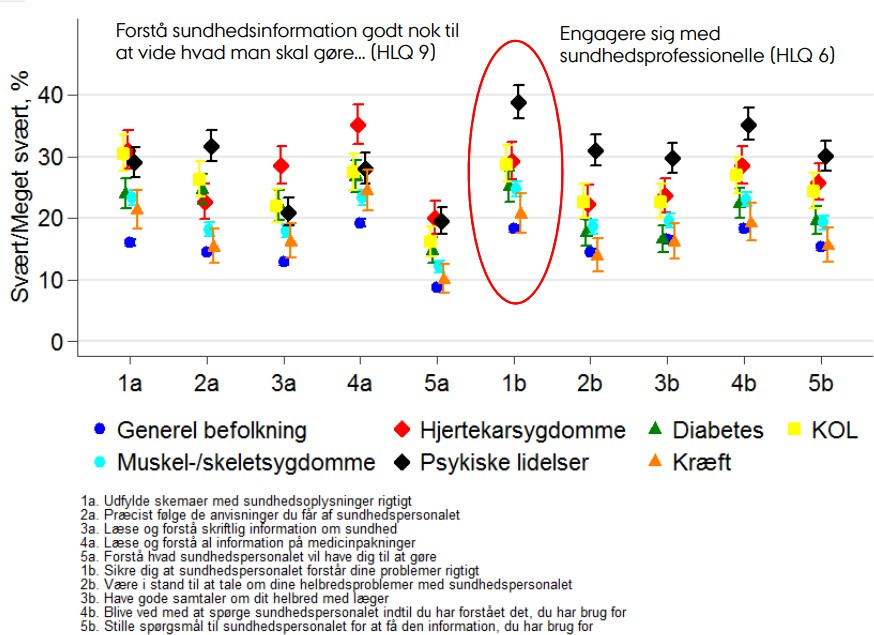 Forstå sundhedsinformation godt nok til
at vide hvad man skal gøre... (HLQ 9)
Engagere sig med
sundhedsprofessionelle (HLQ 6)
Svært/Meget svært, %
40
30
20
10
0
1a 2a 3a 4a 5a 1b 2b 3b 4b 5b
Generel befolkning Hjertekarsygdomme Diabetes KOL
Muskel-/skeletsygdomme Psykiske lidelser Kræft
1a. Udfylde skemaer med sundhedsoplysninger rigtigt
2a. Præcist følge de anvisninger du får af sundhedspersonalet
3a. Læse og forstå skriftlig information om sundhed
4a. Læse og forstå al information på medicinpakninger
5a. Forstå hvad sundhedspersonalet vil have dig til at gøre
1b. Sikre dig at sundhedspersonalet forstår dine problemer rigtigt
2b. Være i stand til at tale om dine helbredsproblemer med sundhedspersonalet
3b. Have gode samtaler om dit helbred med læger
4b. Blive ved med at spørge sundhedspersonalet indtil du har forstået det, du har brug for
5b. Stille spørgsmål til sundhedspersonalet for at få den information, du har brug for